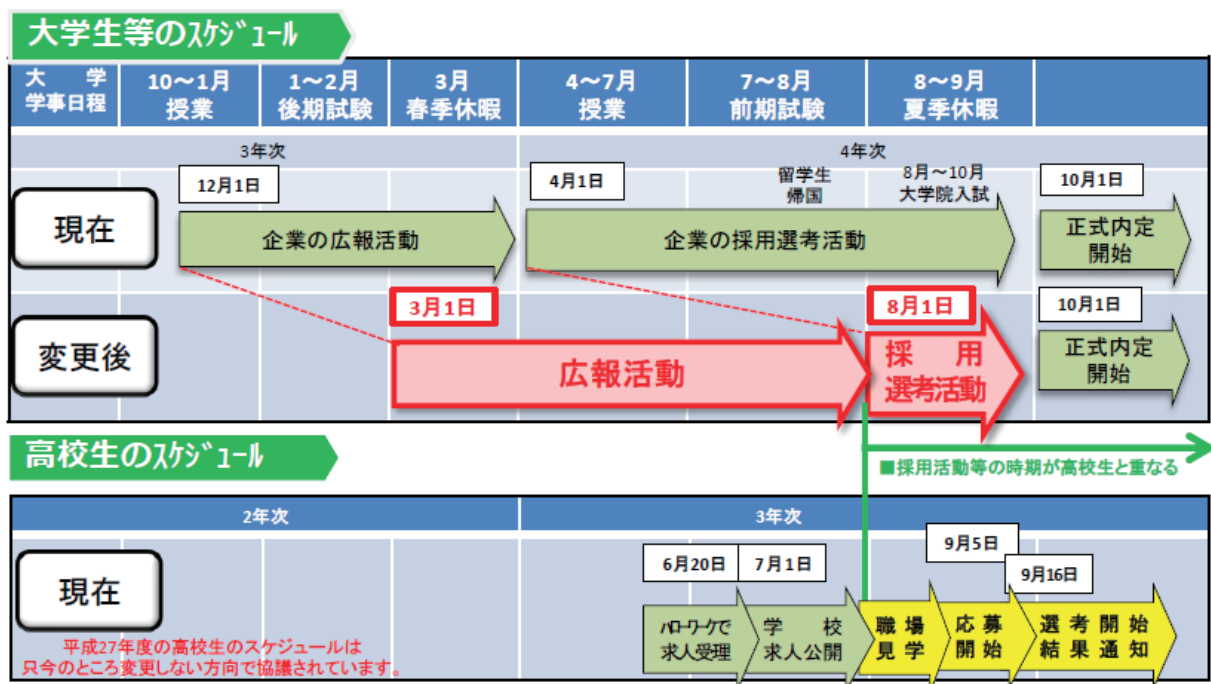 大学生等のｽｹｼﾞｭｰﾙ
大　学
学事日程
10～1月
授業
1～2月
後期試験
3月
春季休暇
4～7月
授業
7～8月
前期試験
8～9月
夏季休暇
3年次
4年次
現在
12月1日
企業の広報活動
4月1日
企業の採用選考活動
留学生
帰国
8月～10月
大学院入試
10月1日
正式内定
開始
変更後
3月1日
広報活動
8月1日
採　用
選考活動
10月1日
正式内定
開始
高校生のｽｹｼﾞｭｰﾙ
■採用活動等の時期が高校生と重なる
2年次
3年次
現在
平成27年度の高校生のスケジュールは
只今のところ変更しない方向で協議されています。
6月20日
ﾊﾛｰﾜｰｸで
求人受理
7月1日
学　校
求人公開
職場
見学
9月5日
応募
開始
9月16日
選考開始
結果通知